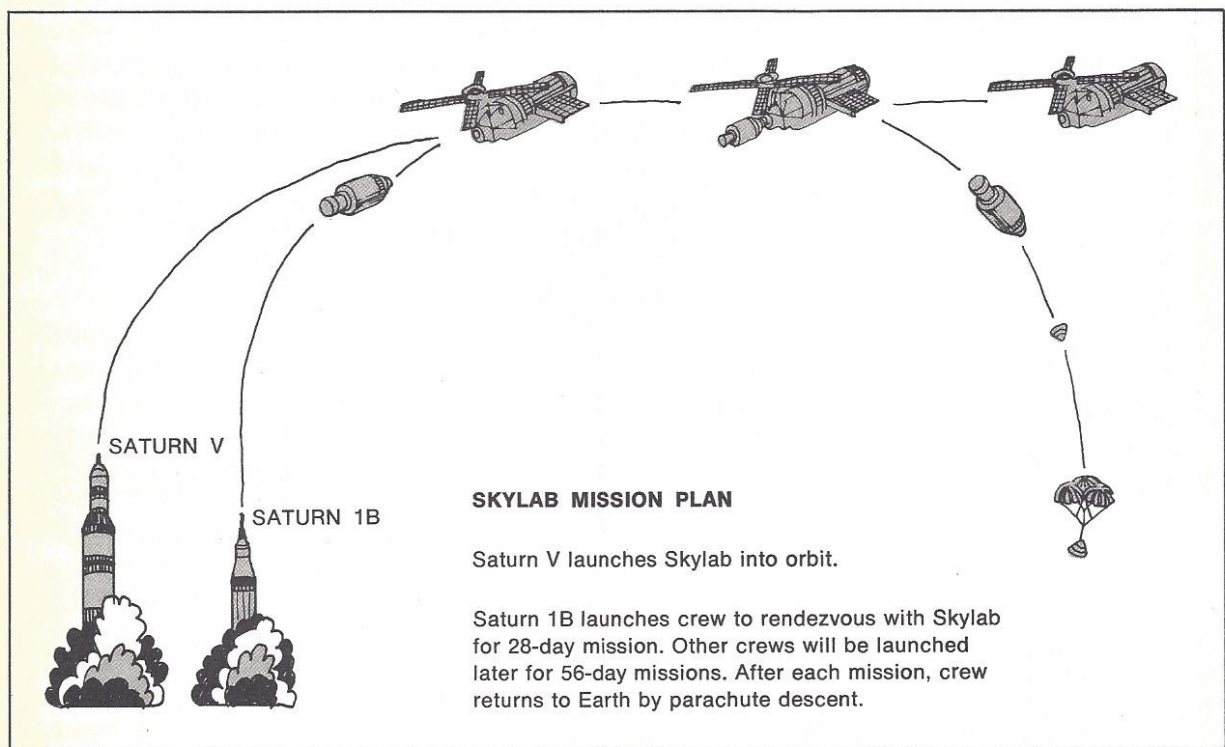 SATURN V
SATURN 1B
SKYLAB MISSION PLAN
Saturn V launches Skylab into orbit.
Saturn 1B launches crew to rendezvous with Skylab
for 28-day mission. Other crews will be launched
later for 56-day missions. After each mission, crew
returns to Earth by parachute descent.